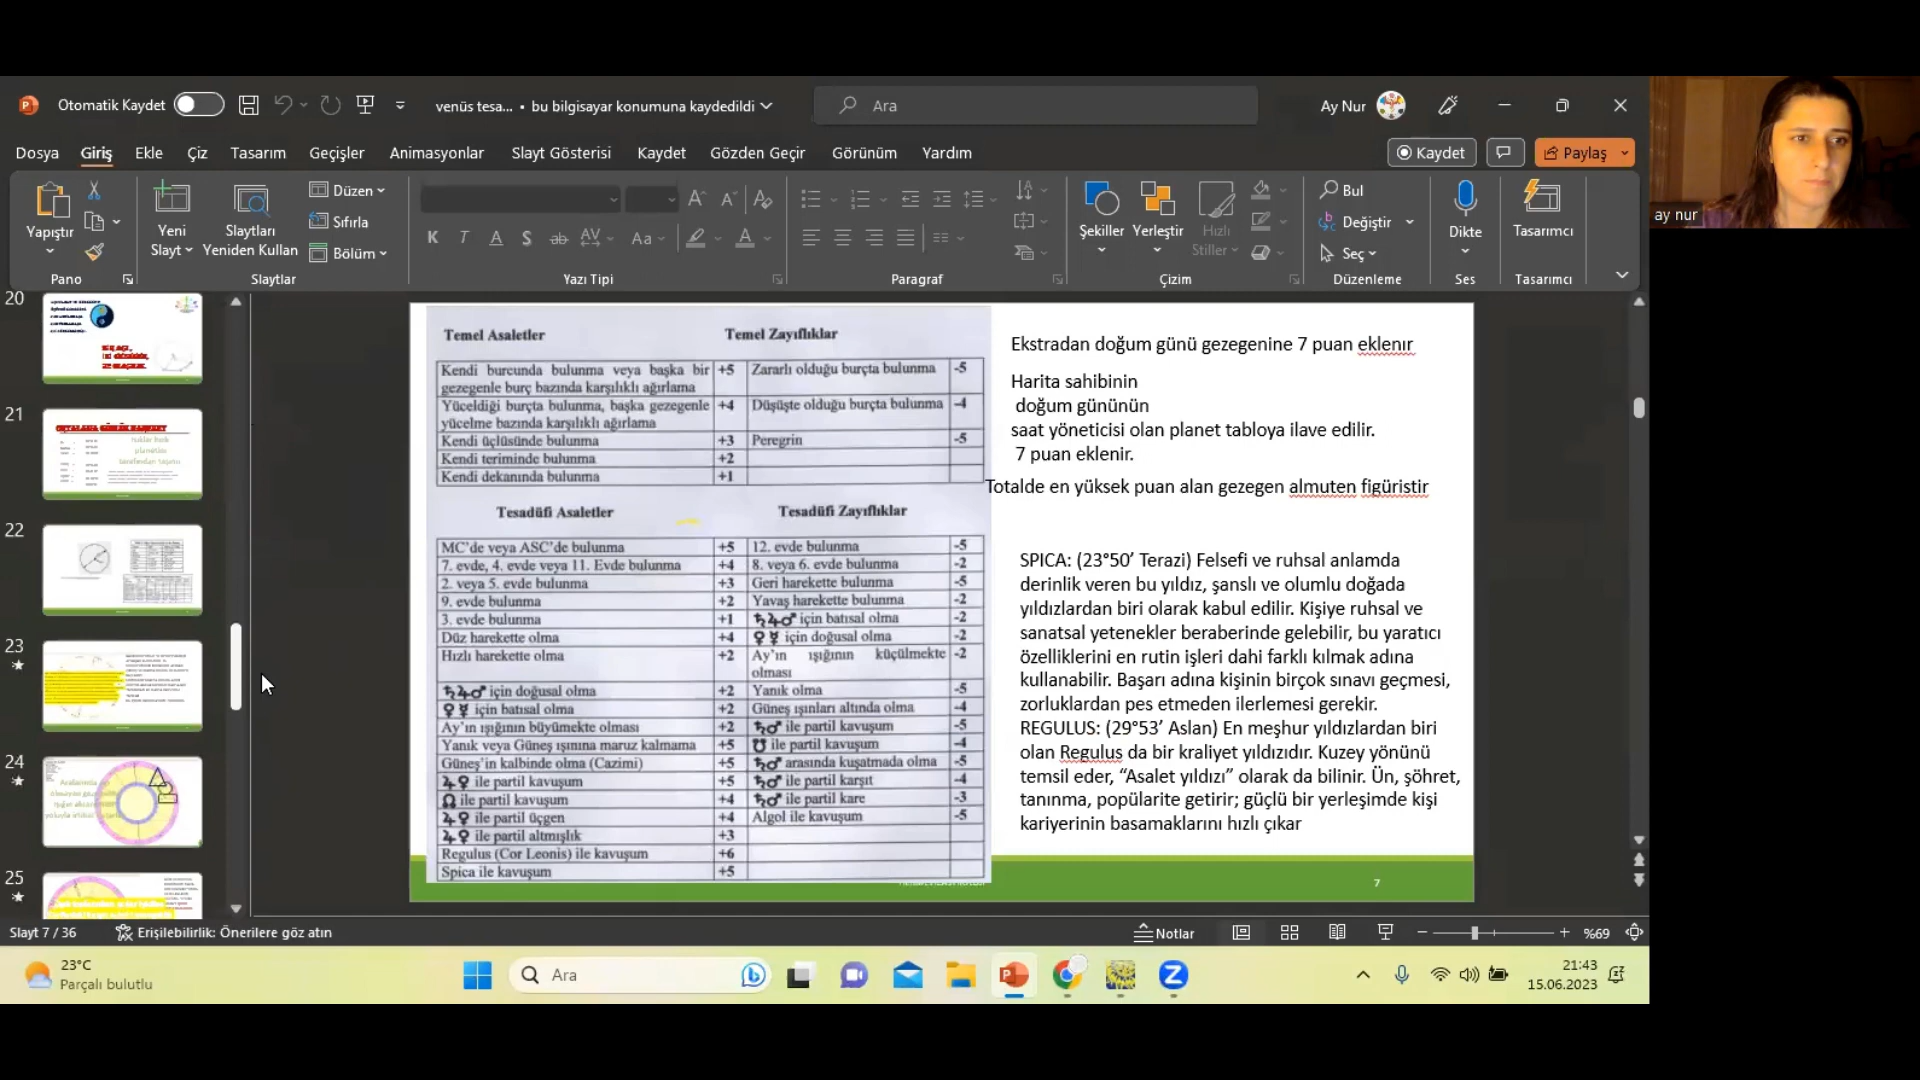 Otomatik Kaydet
venüs tesa... • bu bilgisayar konumuna kaydedildi
Ara
Ay Nur
Dosya Giriş Ekle Çiz Tasarım Geçişler Animasyonlar Slayt Gösterisi Kaydet Gözden Geçir Görünüm Yardım
Kaydet
Paylaş
ay nur
Yapıştır
Yeni Slayt
Slaytları Yeniden Kullan
Düzen
Sıfırla
Bölüm
Şekiller
Yerleştir
Hızlı Stiller
Bul
Değiştir
Seç
Dikte
Tasarımcı
Pano Slaytlar Yazı Tipi Paragraf Çizim Düzenleme Ses Tasarımcı
20
21
22
23
24
25
Temel Asaletler Temel Zayıflıklar
Kendi burcunda bulunma veya başka bir gezegenle burç bazında karşılıklı ağırlama +5 Zararlı olduğu burçta bulunma -5
Yüceldiği burçta bulunma, başka gezegenle yücelme bazında karşılıklı ağırlama +4 Düşüşte olduğu burçta bulunma -4
Kendi üçlüsünde bulunma +3 Peregrin -5
Kendi teriminde bulunma +2
Kendi dekanında bulunma +1
Tesadüfi Asaletler Tesadüfi Zayıflıklar
MC'de veya ASC'de bulunma +5 12. evde bulunma -5
7. evde, 4. evde veya 11. Evde bulunma +4 8. veya 6. evde bulunma -2
2. veya 5. evde bulunma +3 Geri harekette bulunma -5
9. evde bulunma +2 Yavaş harekette bulunma -2
3. evde bulunma +1 ♄♃♂ için batısal olma -2
Düz harekette olma +4 ♀☿ için doğusal olma -2
Hızlı harekette olma +2 Ay'ın ışığının küçülmekte olması -2
♄♃♂ için doğusal olma +2 Yanık olma -5
♀☿ için batısal olma +2 Güneş ışınları altında olma -4
Ay'ın ışığının büyümekte olması +2 ♄♂ ile partil kavuşum -5
Yanık veya Güneş ışınına maruz kalmama +5 ☋ ile partil kavuşum -4
Güneş'in kalbinde olma (Cazimi) +5 ♄♂ arasında kuşatmada olma -5
♃♀ ile partil kavuşum +5 ♄♂ ile partil karşıt -4
☊ ile partil kavuşum +4 ♄♂ ile partil kare -3
♃♀ ile partil üçgen +4 Algol ile kavuşum -5
♃♀ ile partil altmışlık +3
Regulus (Cor Leonis) ile kavuşum +6
Spica ile kavuşum +5
Ekstradan doğum günü gezegenine 7 puan eklenır
Harita sahibinin
doğum gününün
saat yöneticisi olan planet tabloya ilave edilir.
7 puan eklenir.
Totalde en yüksek puan alan gezegen almuten figüristir
SPICA: (23°50' Terazi) Felsefi ve ruhsal anlamda
derinlik veren bu yıldız, şanslı ve olumlu doğada
yıldızlardan biri olarak kabul edilir. Kişiye ruhsal ve
sanatsal yetenekler beraberinde gelebilir, bu yaratıcı
özelliklerini en rutin işleri dahi farklı kılmak adına
kullanabilir. Başarı adına kişinin birçok sınavı geçmesi,
zorluklardan pes etmeden ilerlemesi gerekir.
REGULUS: (29°53' Aslan) En meşhur yıldızlardan biri
olan Regulus da bir kraliyet yıldızıdır. Kuzey yönünü
temsil eder, “Asalet yıldızı” olarak da bilinir. Ün, şöhret,
tanınma, popülarite getirir; güçlü bir yerleşimde kişi
kariyerinin basamaklarını hızlı çıkar
7
Slayt 7 / 36
Erişilebilirlik: Önerilere göz atın
Notlar
%69
23°C
Parçalı bulutlu
Ara
21:43
15.06.2023